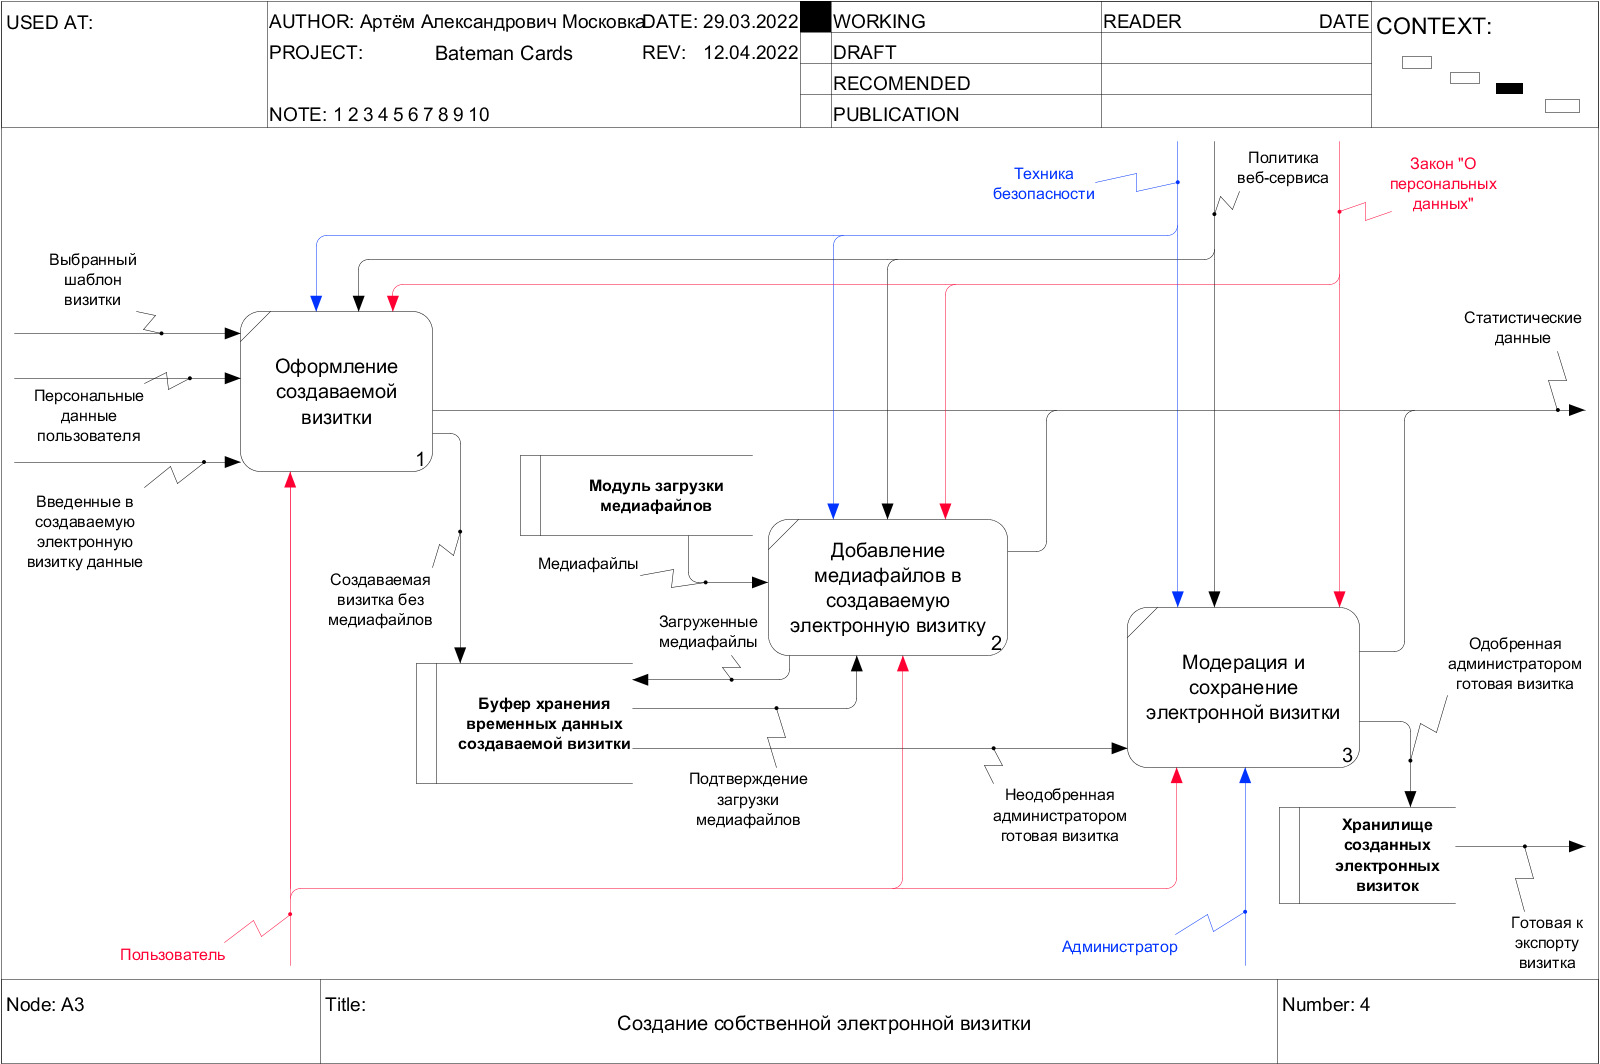 USED AT:
AUTHOR: Артём Александрович Московка
DATE: 29.03.2022
PROJECT: Bateman Cards
REV: 12.04.2022
NOTE: 1 2 3 4 5 6 7 8 9 10
WORKING
DRAFT
RECOMENDED
PUBLICATION
READER
DATE
CONTEXT:
Техника
безопасности
Политика
веб-сервиса
Закон "О
персональных
данных"
Выбранный
шаблон
визитки
Персональные
данные
пользователя
Введенные в
создаваемую
электронную
визитку данные
Оформление
создаваемой
визитки
1
Статистические
данные
Модуль загрузки
медиафайлов
Медиафайлы
Создаваемая
визитка без
медиафайлов
Загруженные
медиафайлы
Добавление
медиафайлов в
создаваемую
электронную визитку
2
Буфер хранения
временных данных
создаваемой визитки
Подтверждение
загрузки
медиафайлов
Неодобренная
администратором
готовая визитка
Модерация и
сохранение
электронной визитки
3
Одобренная
администратором
готовая визитка
Хранилище
созданных
электронных
визиток
Готовая к
экспорту
визитка
Пользователь
Администратор
Node: A3
Title:
Создание собственной электронной визитки
Number: 4